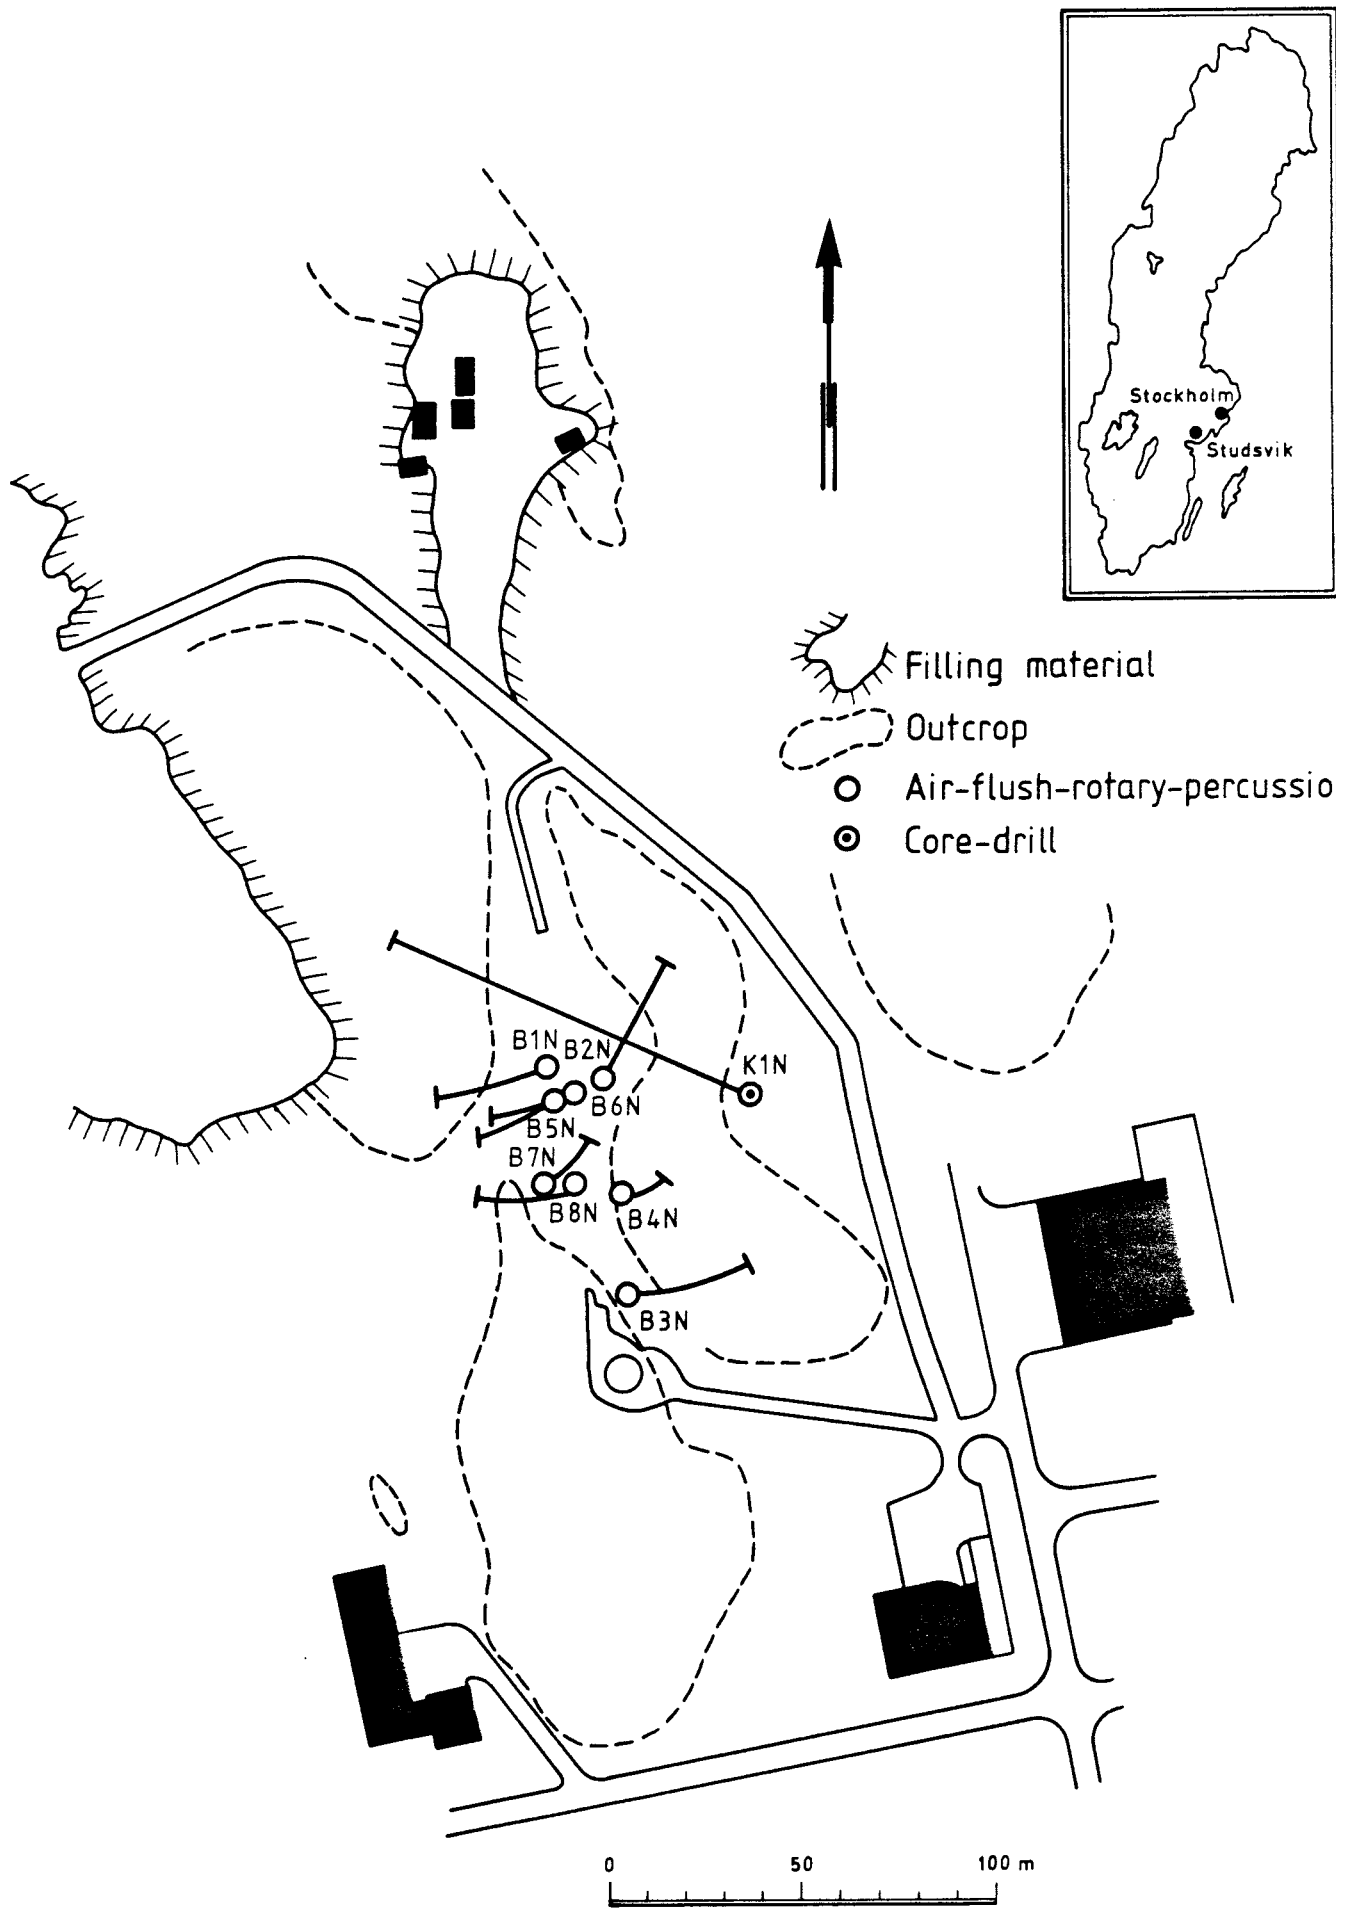 Stockholm
Studsvik
Filling material
Outcrop
Air-flush-rotary-percussio
Core-drill
B1N
B2N
K1N
B6N
B5N
B7N
B8N
B4N
B3N
0 50 100 m